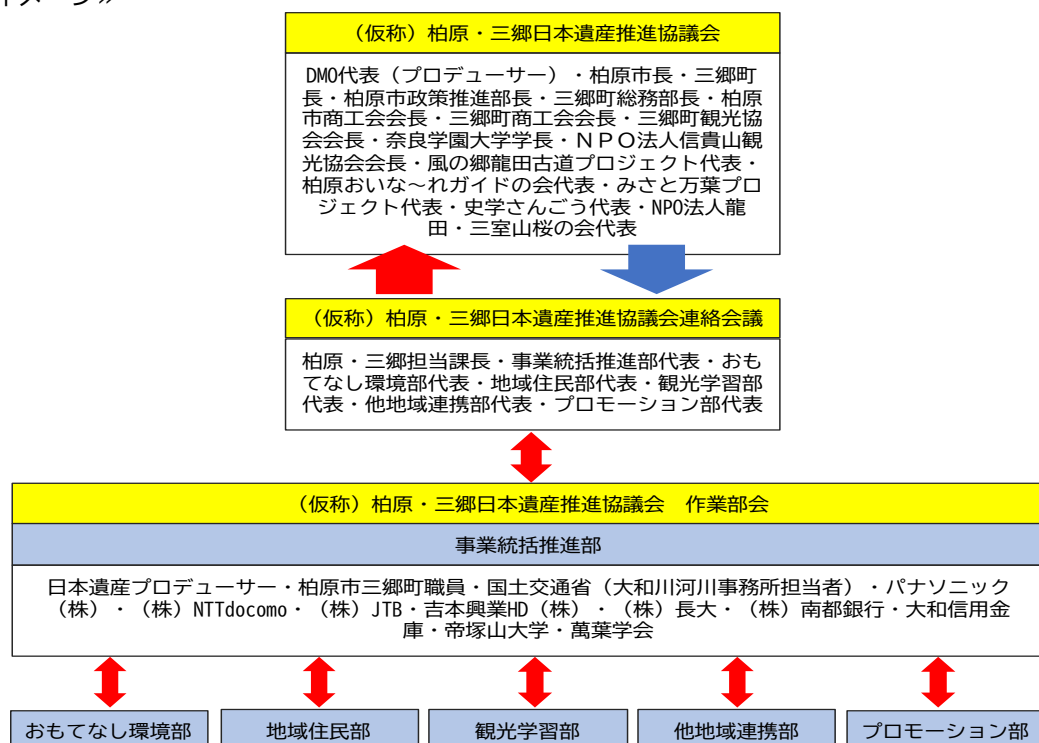 イメージ》
（仮称）柏原・三郷日本遺産推進協議会
DMO代表（プロデューサー）・柏原市長・三郷町
長・柏原市政策推進部長・三郷町総務部長・柏原
市商工会会長・三郷町商工会会長・三郷町観光協
会会長・奈良学園大学学長・ＮＰＯ法人信貴山観
光協会会長・風の郷龍田古道プロジェクト代表・
柏原おいな～れガイドの会代表・みさと万葉プロ
ジェクト代表・史学さんごう代表・NPO法人龍
田・三室山桜の会代表
（仮称）柏原・三郷日本遺産推進協議会連絡会議
柏原・三郷担当課長・事業統括推進部代表・おも
てなし環境部代表・地域住民部代表・観光学習部
代表・他地域連携部代表・プロモーション部代表
（仮称）柏原・三郷日本遺産推進協議会　作業部会
事業統括推進部
日本遺産プロデューサー・柏原市三郷町職員・国土交通省（大和川河川事務所担当者）・パナソニック
（株）・（株）NTTdocomo・（株）JTB・吉本興業HD（株）・（株）長大・（株）南都銀行・大和信用金
庫・帝塚山大学・萬葉学会
おもてなし環境部
地域住民部
観光学習部
他地域連携部
プロモーション部